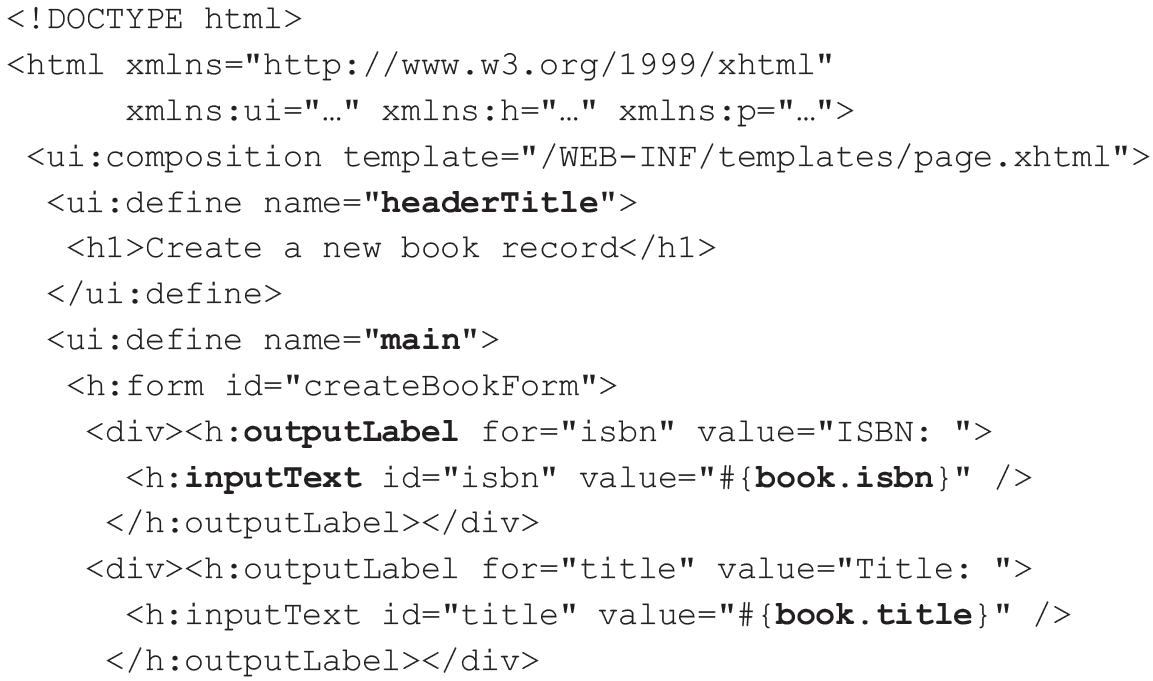 <!DOCTYPE html>
<html xmlns="http://www.w3.org/1999/xhtml"
      xmlns:ui="…" xmlns:h="…" xmlns:p="…">
 <ui:composition template="/WEB-INF/templates/page.xhtml">
  <ui:define name="headerTitle">
   <h1>Create a new book record</h1>
  </ui:define>
  <ui:define name="main">
   <h:form id="createBookForm">
    <div><h:outputLabel for="isbn" value="ISBN: ">
      <h:inputText id="isbn" value="#{book.isbn}" />
     </h:outputLabel></div>
    <div><h:outputLabel for="title" value="Title: ">
      <h:inputText id="title" value="#{book.title}" />
     </h:outputLabel></div>